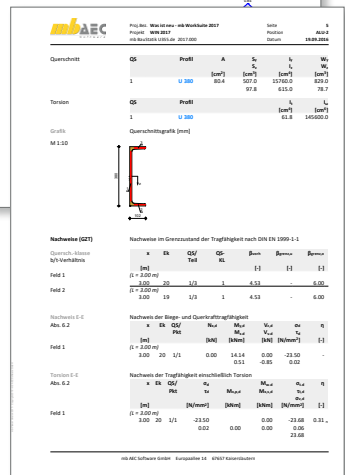 mb AEC
Software
Proj.Bez. Was ist neu - mb WorkSuite 2017 Seite 5
Projekt WIN 2017 Position ALU-2
mb BauStatik U355.de 2017.000 Datum 19.09.2016
Querschnitt QS Profil A Sy Iy Wy
Sz Iz Wz
[cm²] [cm³] [cm⁴] [cm³]
1 U 380 80.4 507.0 15760.0 829.0
97.8 615.0 78.7
Torsion QS Profil It Iω
[cm⁴] [cm⁶]
1 U 380 61.8 145600.0
Grafik Querschnittsgrafik [mm]
M 1:10
380
102
Nachweise (GZT) Nachweise im Grenzzustand der Tragfähigkeit nach DIN EN 1999-1-1
Quersch.-klasse x Ek QS/ QS-
b/t-Verhältnis Teil KL
[m] [-] [-] [-]
Feld 1 (L = 3.00 m)
3.00 20 1/3 1 4.53 - 6.00
Feld 2 (L = 3.00 m)
3.00 19 1/3 1 4.53 - 6.00
Nachweis E-E Nachweis der Biege- und Querkrafttragfähigkeit
Abs. 6.2 x Ek QS/ Nx,d My,d Vz,d σd η
Pkt Mz,d Vy,d τd
[m] [kN] [kNm] [kN] [N/mm²] [-]
Feld 1 (L = 3.00 m)
3.00 20 1/1 0.00 14.14 0.00 -23.50 -
0.51 -0.85 0.02
Torsion E-E Nachweis der Tragfähigkeit einschließlich Torsion
Abs. 6.2 x Ek QS/ σd
Pkt τd
[m] [N/mm²] [kNm] [kNm] [N/mm²] [-]
Feld 1 (L = 3.00 m)
3.00 20 1/1 -23.50 0.00 -23.68 0.31
0.02 0.00 0.00 0.06
23.68
mb AEC Software GmbH Europaallee 14 67657 Kaiserslautern